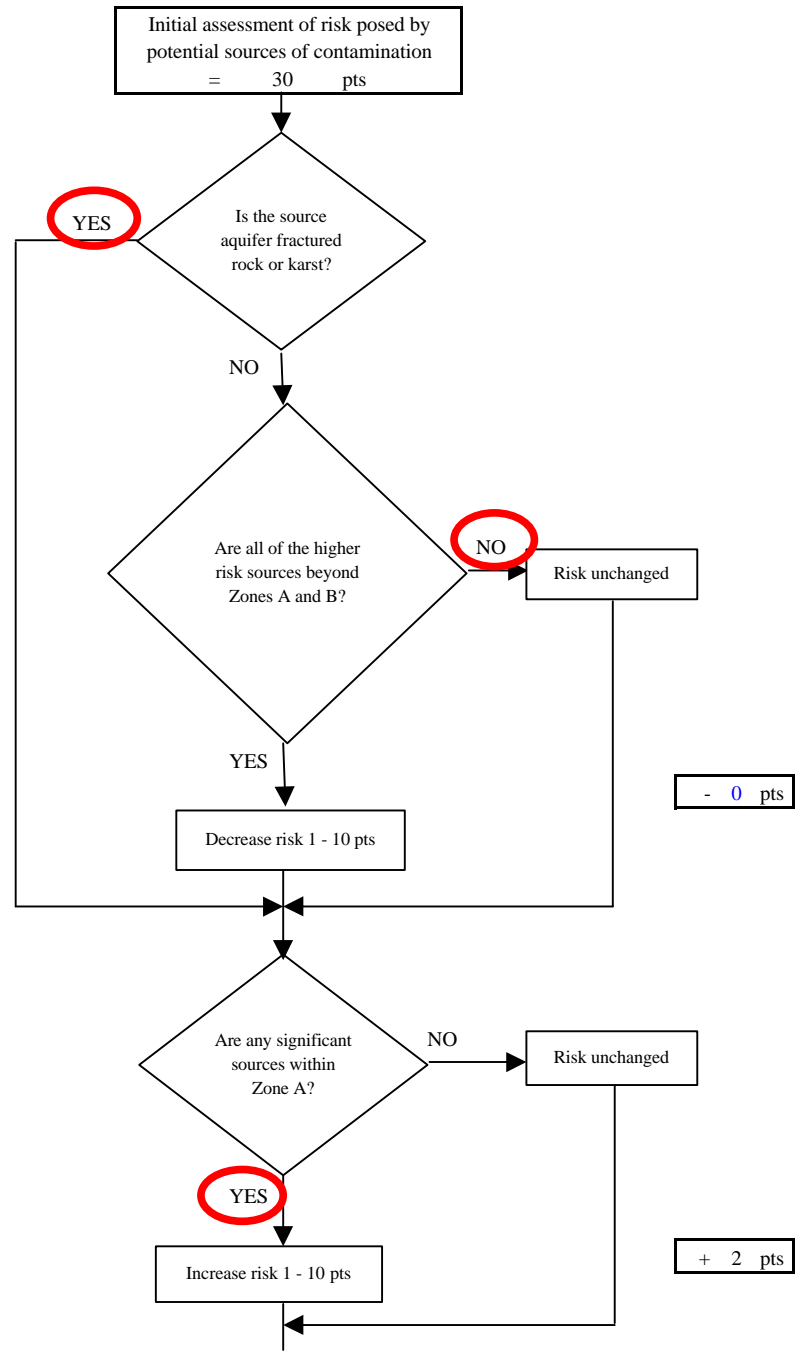 Initial assessment of risk posed by
potential sources of contamination
= 30 pts
YES
Is the source
aquifer fractured
rock or karst?
NO
Are all of the higher
risk sources beyond
Zones A and B?
NO
Risk unchanged
YES
- 0 pts
Decrease risk 1 - 10 pts
Are any significant
sources within
Zone A?
NO
Risk unchanged
YES
+ 2 pts
Increase risk 1 - 10 pts